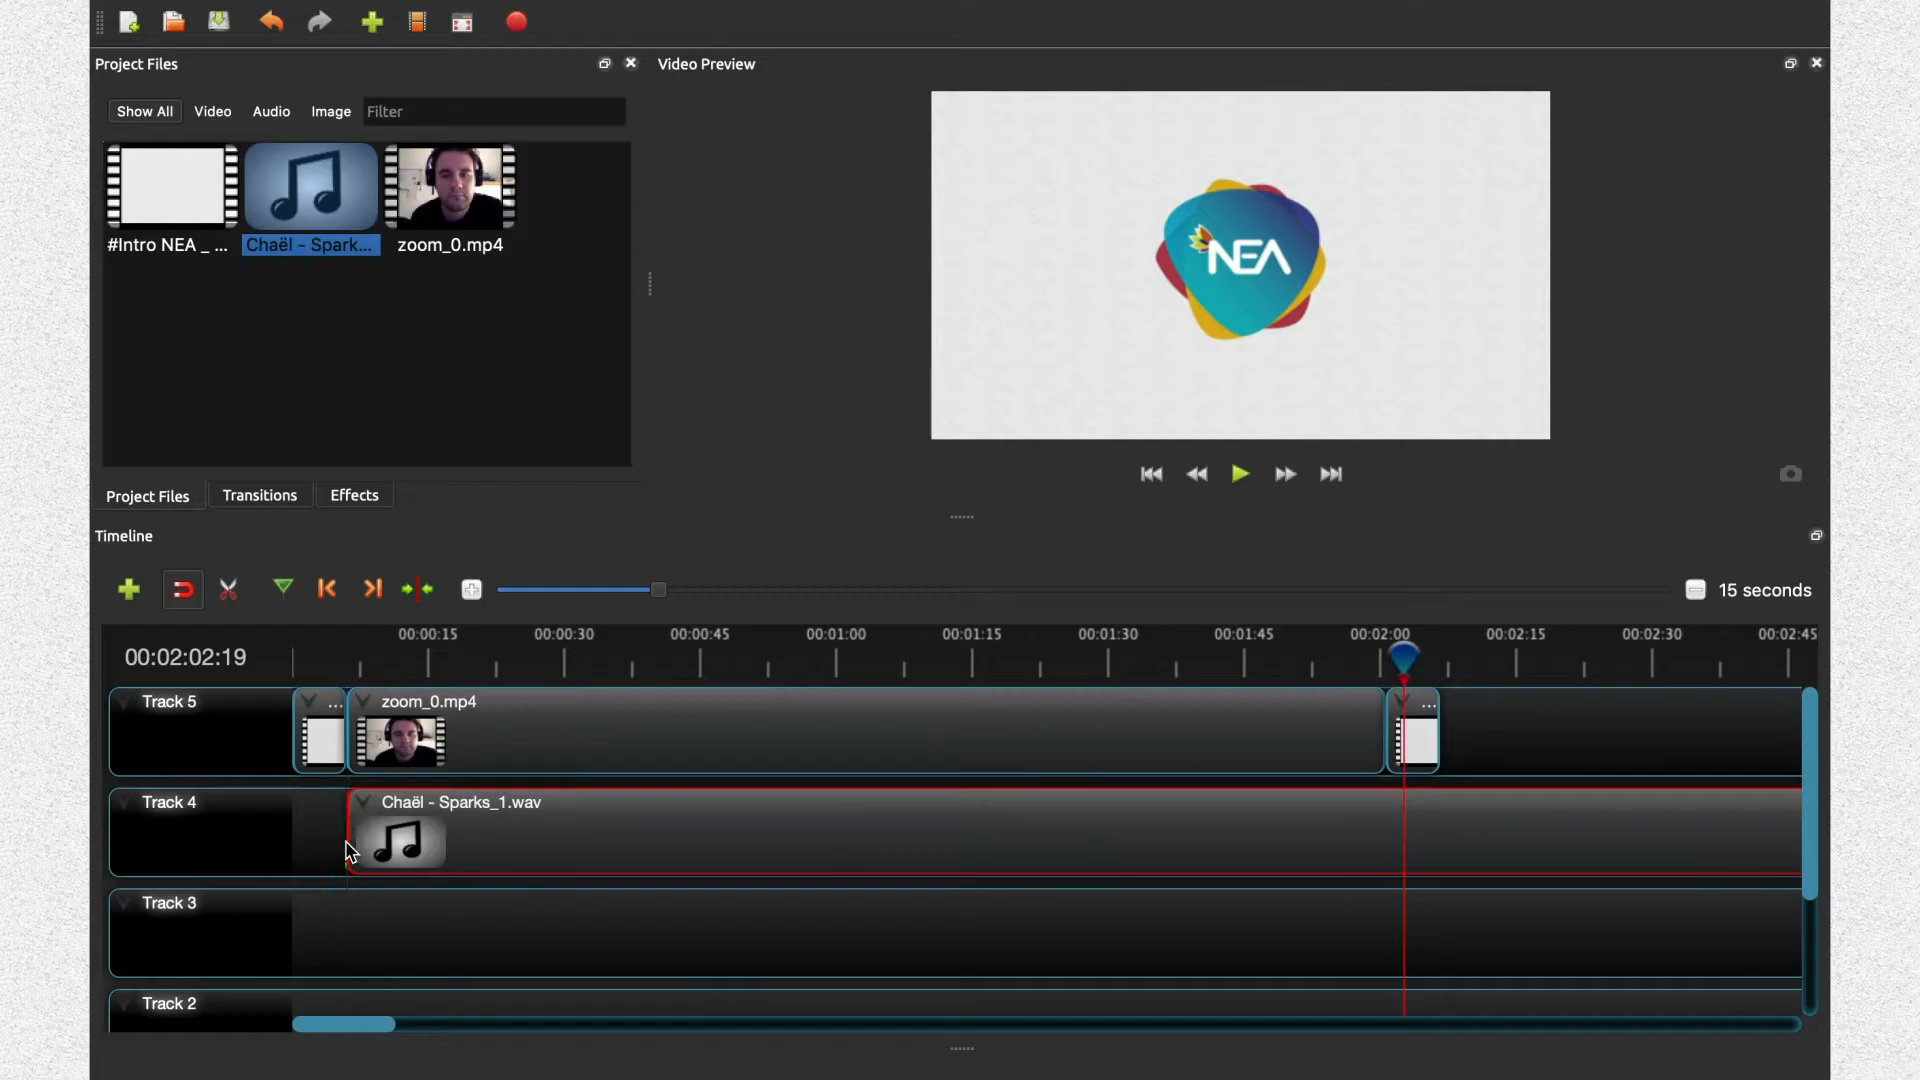 Project Files
Video Preview
Show All Video Audio Image Filter
#Intro NEA _ ... Chaël - Spark... zoom_0.mp4
NEA
Project Files Transitions Effects
Timeline
15 seconds
00:02:02:19
00:00:15 00:00:30 00:00:45 00:01:00 00:01:15 00:01:30 00:01:45 00:02:00 00:02:15 00:02:30 00:02:45
Track 5 ... zoom_0.mp4 ...
Track 4 Chaël - Sparks_1.wav
Track 3
Track 2